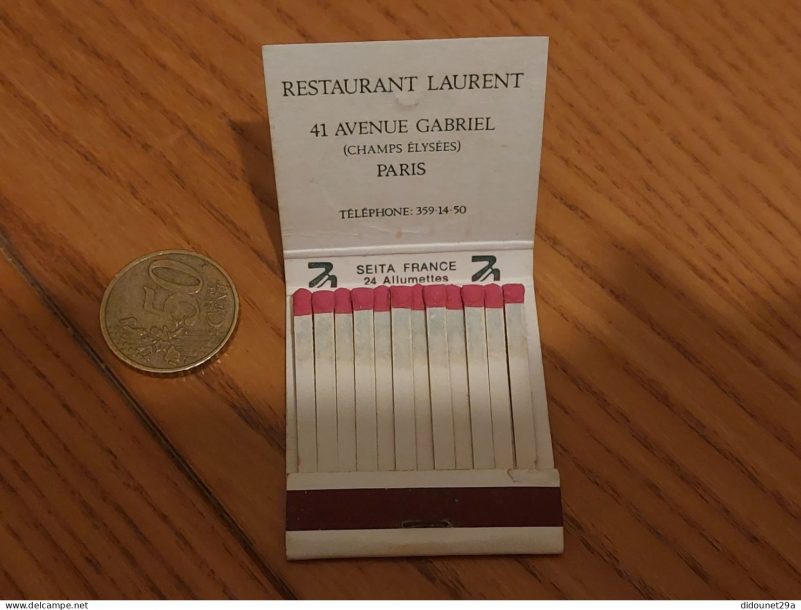 RESTAURANT LAURENT
41 AVENUE GABRIEL
(CHAMPS ÉLYSÉES)
PARIS
TÉLÉPHONE: 359-14-50
SEITA FRANCE
24 Allumettes
50
delcampe.net
didounet29a